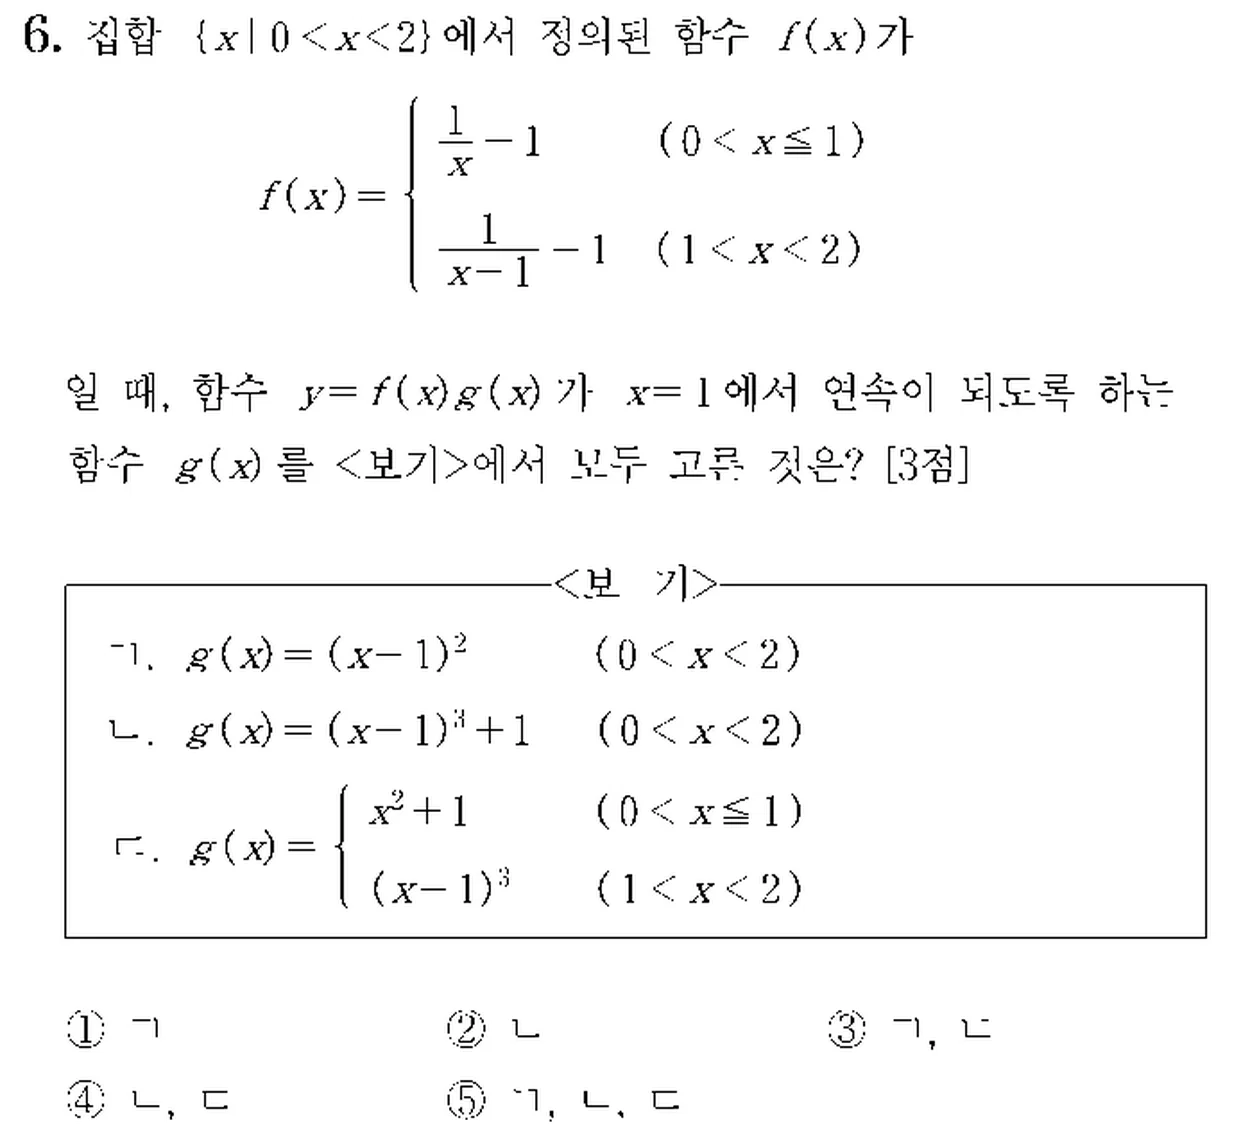 6. 집합 {x | 0 < x < 2}에서 정의된 함수 f(x)가
f(x) = { 1/x - 1 (0 < x ≦ 1)
1/(x-1) - 1 (1 < x < 2)
일 때, 함수 y = f(x)g(x)가 x = 1에서 연속이 되도록 하는
함수 g(x)를 <보기>에서 모두 고른 것은? [3점]
<보 기>
ㄱ. g(x) = (x-1)² (0 < x < 2)
ㄴ. g(x) = (x-1)³ + 1 (0 < x < 2)
ㄷ. g(x) = { x² + 1 (0 < x ≦ 1)
(x-1)³ (1 < x < 2)
① ㄱ ② ㄴ ③ ㄱ, ㄷ
④ ㄴ, ㄷ ⑤ ㄱ, ㄴ, ㄷ